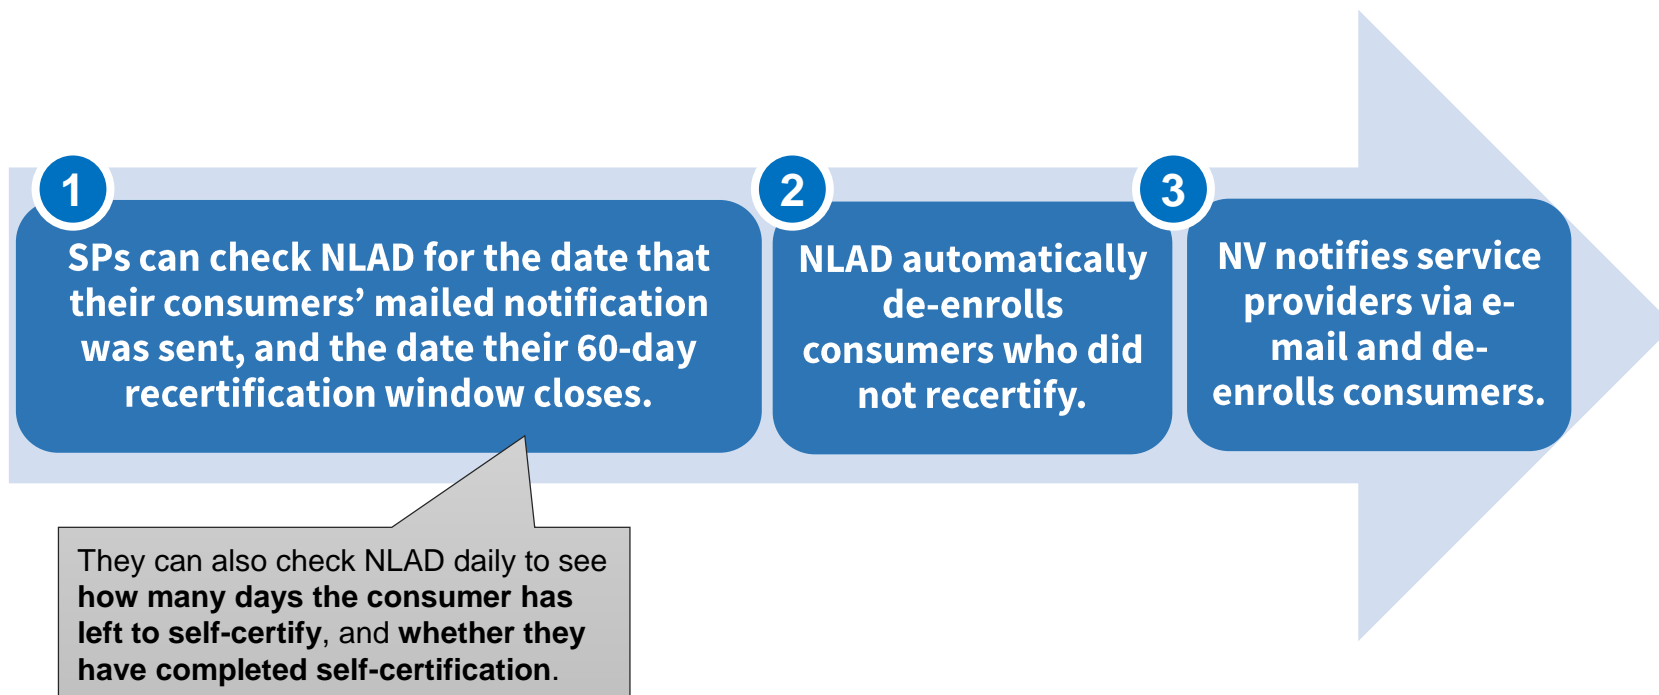 1
SPs can check NLAD for the date that
their consumers’ mailed notification
was sent, and the date their 60-day
recertification window closes.
They can also check NLAD daily to see
how many days the consumer has
left to self-certify, and whether they
have completed self-certification.
2
NLAD automatically
de-enrolls
consumers who did
not recertify.
3
NV notifies service
providers via e-
mail and de-
enrolls consumers.